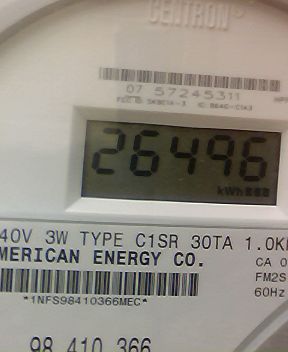 CENTRON®
07 57245311
26496
kWh
40V 3W TYPE C1SR 30TA 1.0K
MERICAN ENERGY CO.
CA 0
FM2S
60Hz
*1NFS98410366MEC*
98 410 366